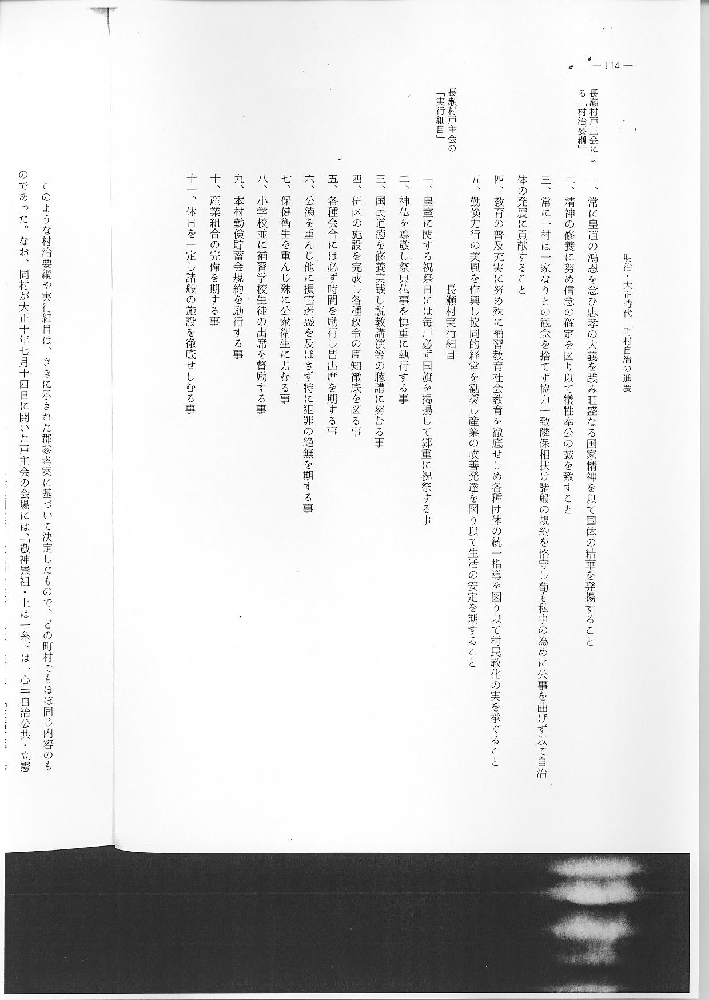 — 114 —
明治・大正時代　町村自治の進展
長瀬村戸主会によ
る「村治要綱」
一、常に皇道の鴻恩を念ひ忠孝の大義を践み旺盛なる国家精神を以て国体の精華を発揚すること
二、精神の修養に努め信念の確定を図り以て犠牲奉公の誠を致すこと
三、常に一村は一家なりとの観念を捨てず協力一致隣保相扶け諸般の規約を恪守し荀も私事の為めに公事を曲げず以て自治
体の発展に貢献すること
四、教育の普及充実に努め殊に補習教育社会教育を徹底せしめ各種団体の統一指導を図り以て村民教化の実を挙ぐること
五、勤倹力行の美風を作興し協同的経営を勧奨し産業の改善発達を図り以て生活の安定を期すること
長瀬村実行細目
長瀬村戸主会の
「実行細目」
一、皇室に関する祝祭日には毎戸必ず国旗を掲揚して鄭重に祝祭する事
二、神仏を尊敬し祭典仏事を慎重に執行する事
三、国民道徳を修養実践し説教講演等の聴講に努むる事
四、伍区の施設を完成し各種政令の周知徹底を図る事
五、各種会合には必ず時間を励行し皆出席を期する事
六、公徳を重んじ他に損害迷惑を及ぼさず特に犯罪の絶無を期する事
七、保健衛生を重んじ殊に公衆衛生に力むる事
八、小学校並に補習学校生徒の出席を督励する事
九、本村勤倹貯蓄会規約を励行する事
十、産業組合の完備を期する事
十一、休日を一定し諸般の施設を徹底せしむる事
このような村治要綱や実行細目は、さきに示された郡参考案に基づいて決定したもので、どの町村でもほぼ同じ内容のも
のであった。なお、同村が大正十年七月十四日に開いた戸主会の会場には、「敬神崇祖・上は一糸下は一心」「自治公共・立憲